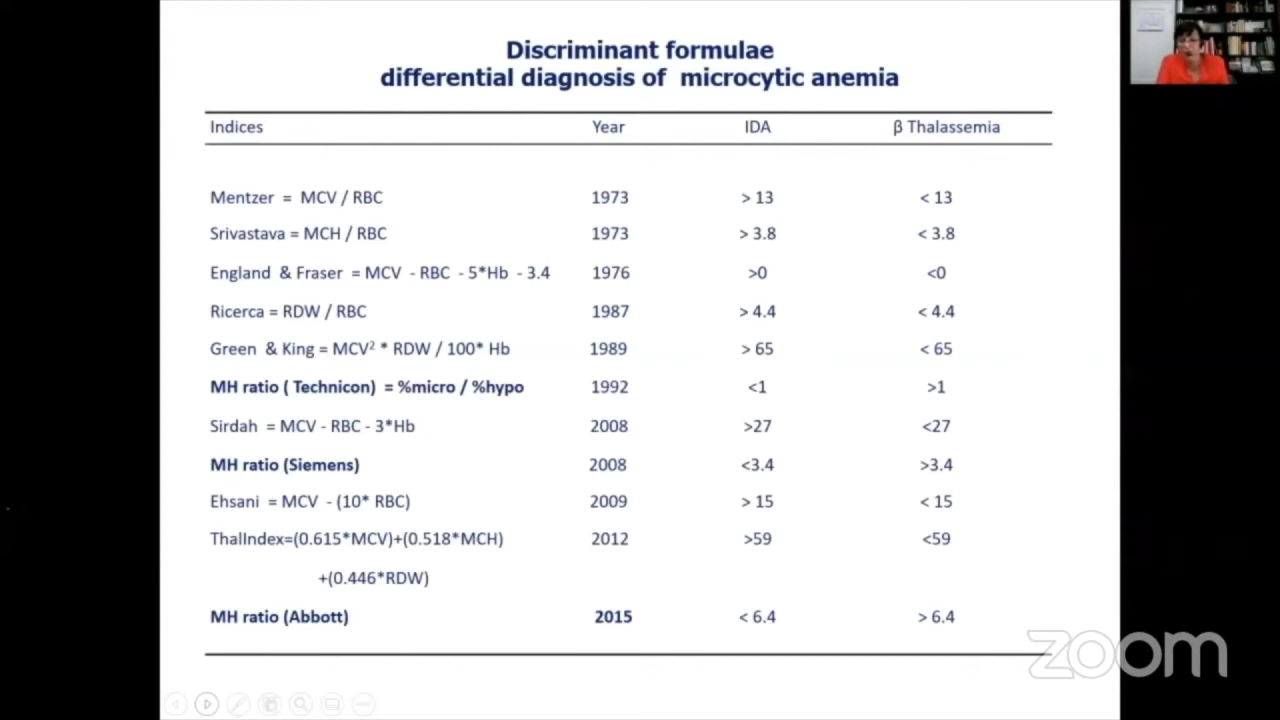 Discriminant formulae
differential diagnosis of microcytic anemia
Indices Year IDA β Thalassemia
Mentzer = MCV / RBC 1973 > 13 < 13
Srivastava = MCH / RBC 1973 > 3.8 < 3.8
England & Fraser = MCV - RBC - 5*Hb - 3.4 1976 >0 <0
Ricerca = RDW / RBC 1987 > 4.4 < 4.4
Green & King = MCV² * RDW / 100* Hb 1989 > 65 < 65
MH ratio ( Technicon) = %micro / %hypo 1992 <1 >1
Sirdah = MCV - RBC - 3*Hb 2008 >27 <27
MH ratio (Siemens) 2008 <3.4 >3.4
Ehsani = MCV - (10* RBC) 2009 > 15 < 15
ThalIndex=(0.615*MCV)+(0.518*MCH) 2012 >59 <59
+(0.446*RDW)
MH ratio (Abbott) 2015 < 6.4 > 6.4
zoom